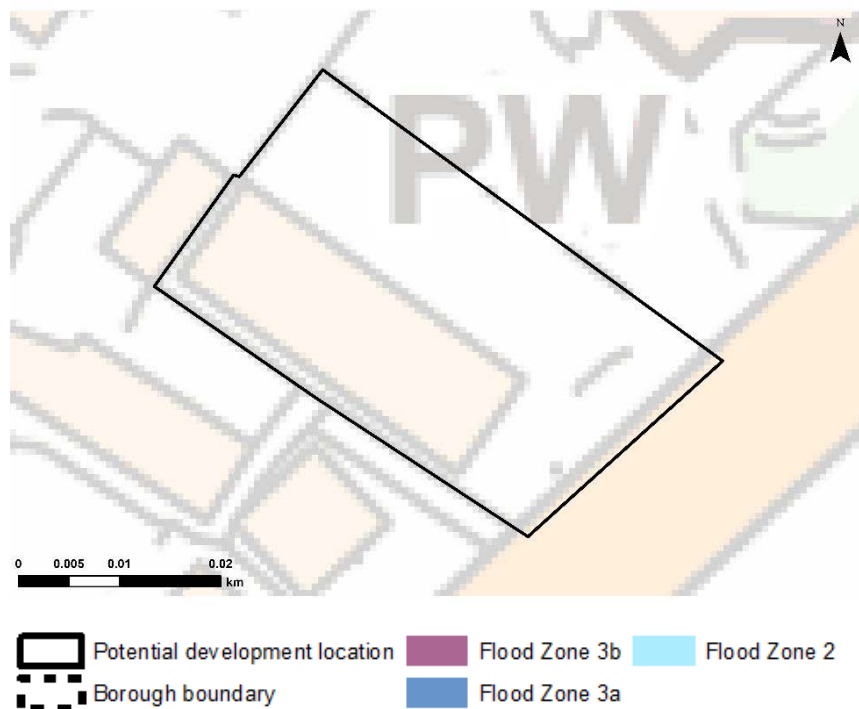 N
PW
0 0.005 0.01 0.02
km
Potential development location Flood Zone 3b Flood Zone 2
Borough boundary Flood Zone 3a